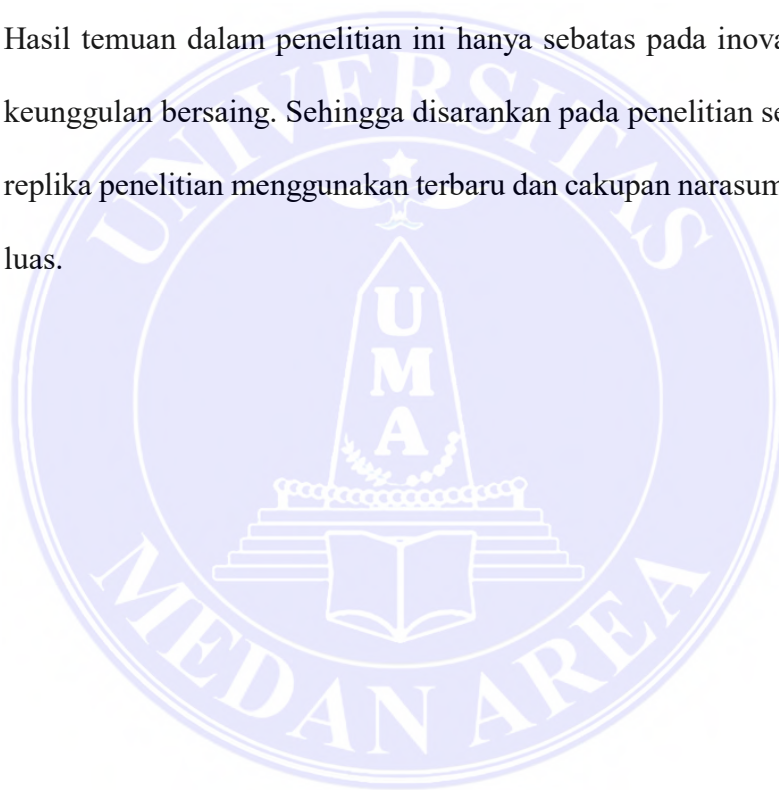 Hasil temuan dalam penelitian ini hanya sebatas pada inova
keunggulan bersaing. Sehingga disarankan pada penelitian se
replika penelitian menggunakan terbaru dan cakupan narasum
luas.
UNIVERSITAS
UMA
MEDAN AREA